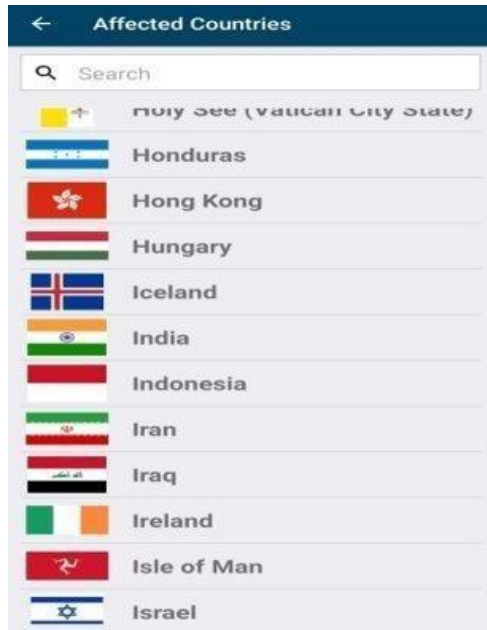 Affected Countries
Search
Holy See (Vatican City State)
Honduras
Hong Kong
Hungary
Iceland
India
Indonesia
Iran
Iraq
Ireland
Isle of Man
Israel